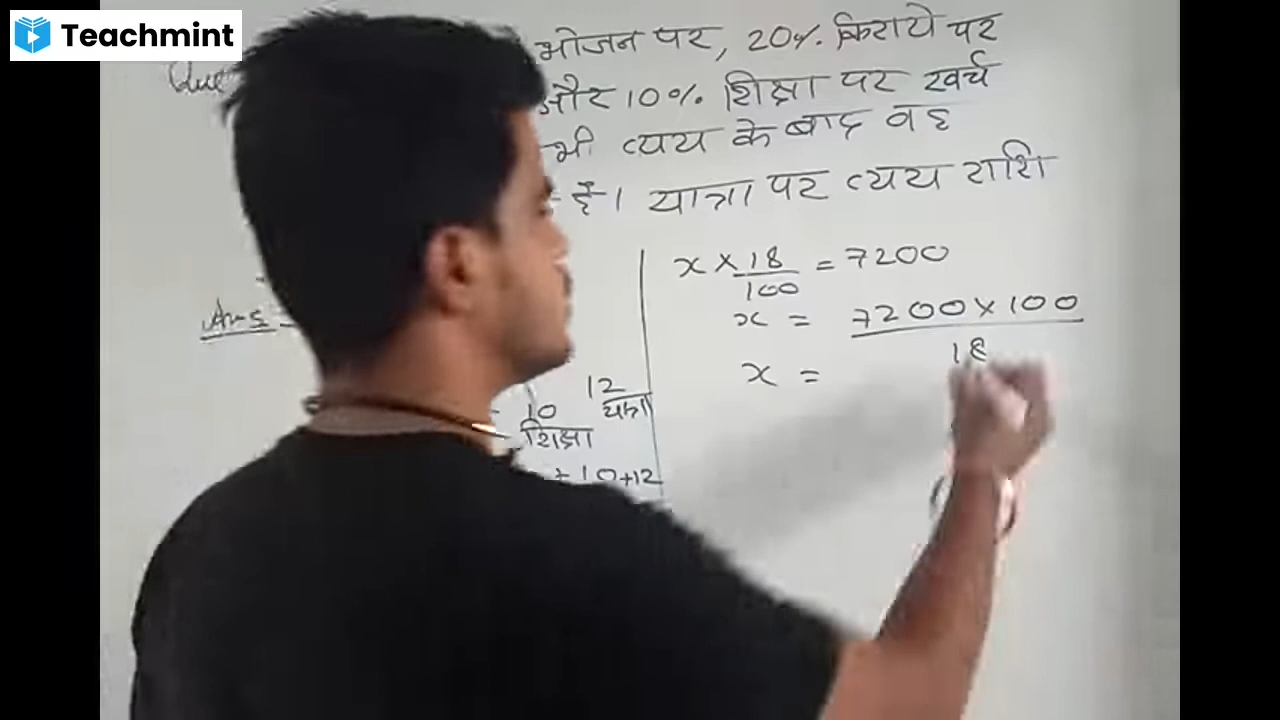 Teachmint
Que
भोजन पर, 20% किराये पर
और 10% शिक्षा पर खर्च
भी व्यय के बाद वह
है। यात्रा पर व्यय राशि
x × 18/100 = 7200
x = 7200 × 100 / 18
x =
Ans
10 12
शिक्षा यात्रा
+ 10 + 12